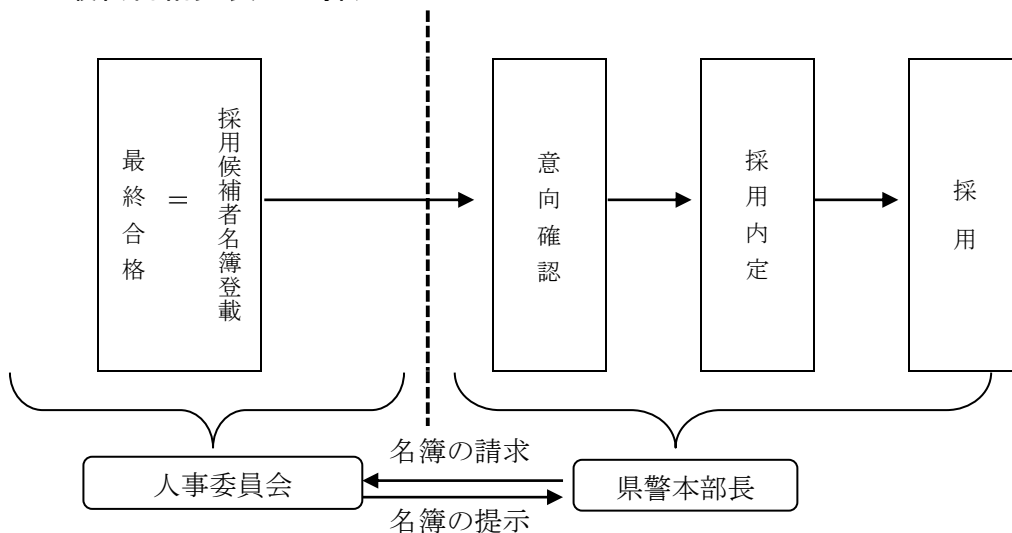 最終合格
＝
採用候補者名簿登載
意向確認
採用内定
採用
名簿の請求
人事委員会
県警本部長
名簿の提示